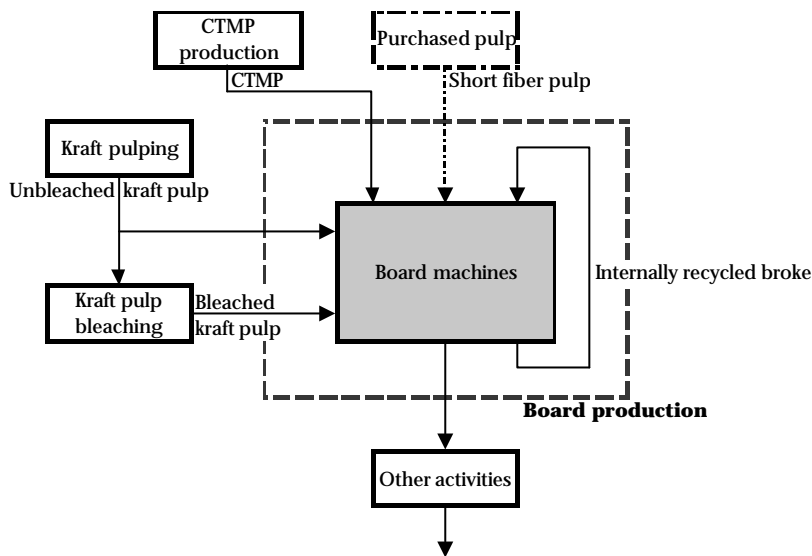 CTMP
production
Purchased pulp
CTMP
Short fiber pulp
Kraft pulping
Unbleached kraft pulp
Board machines
Internally recycled broke
Kraft pulp
bleaching
Bleached
kraft pulp
Board production
Other activities